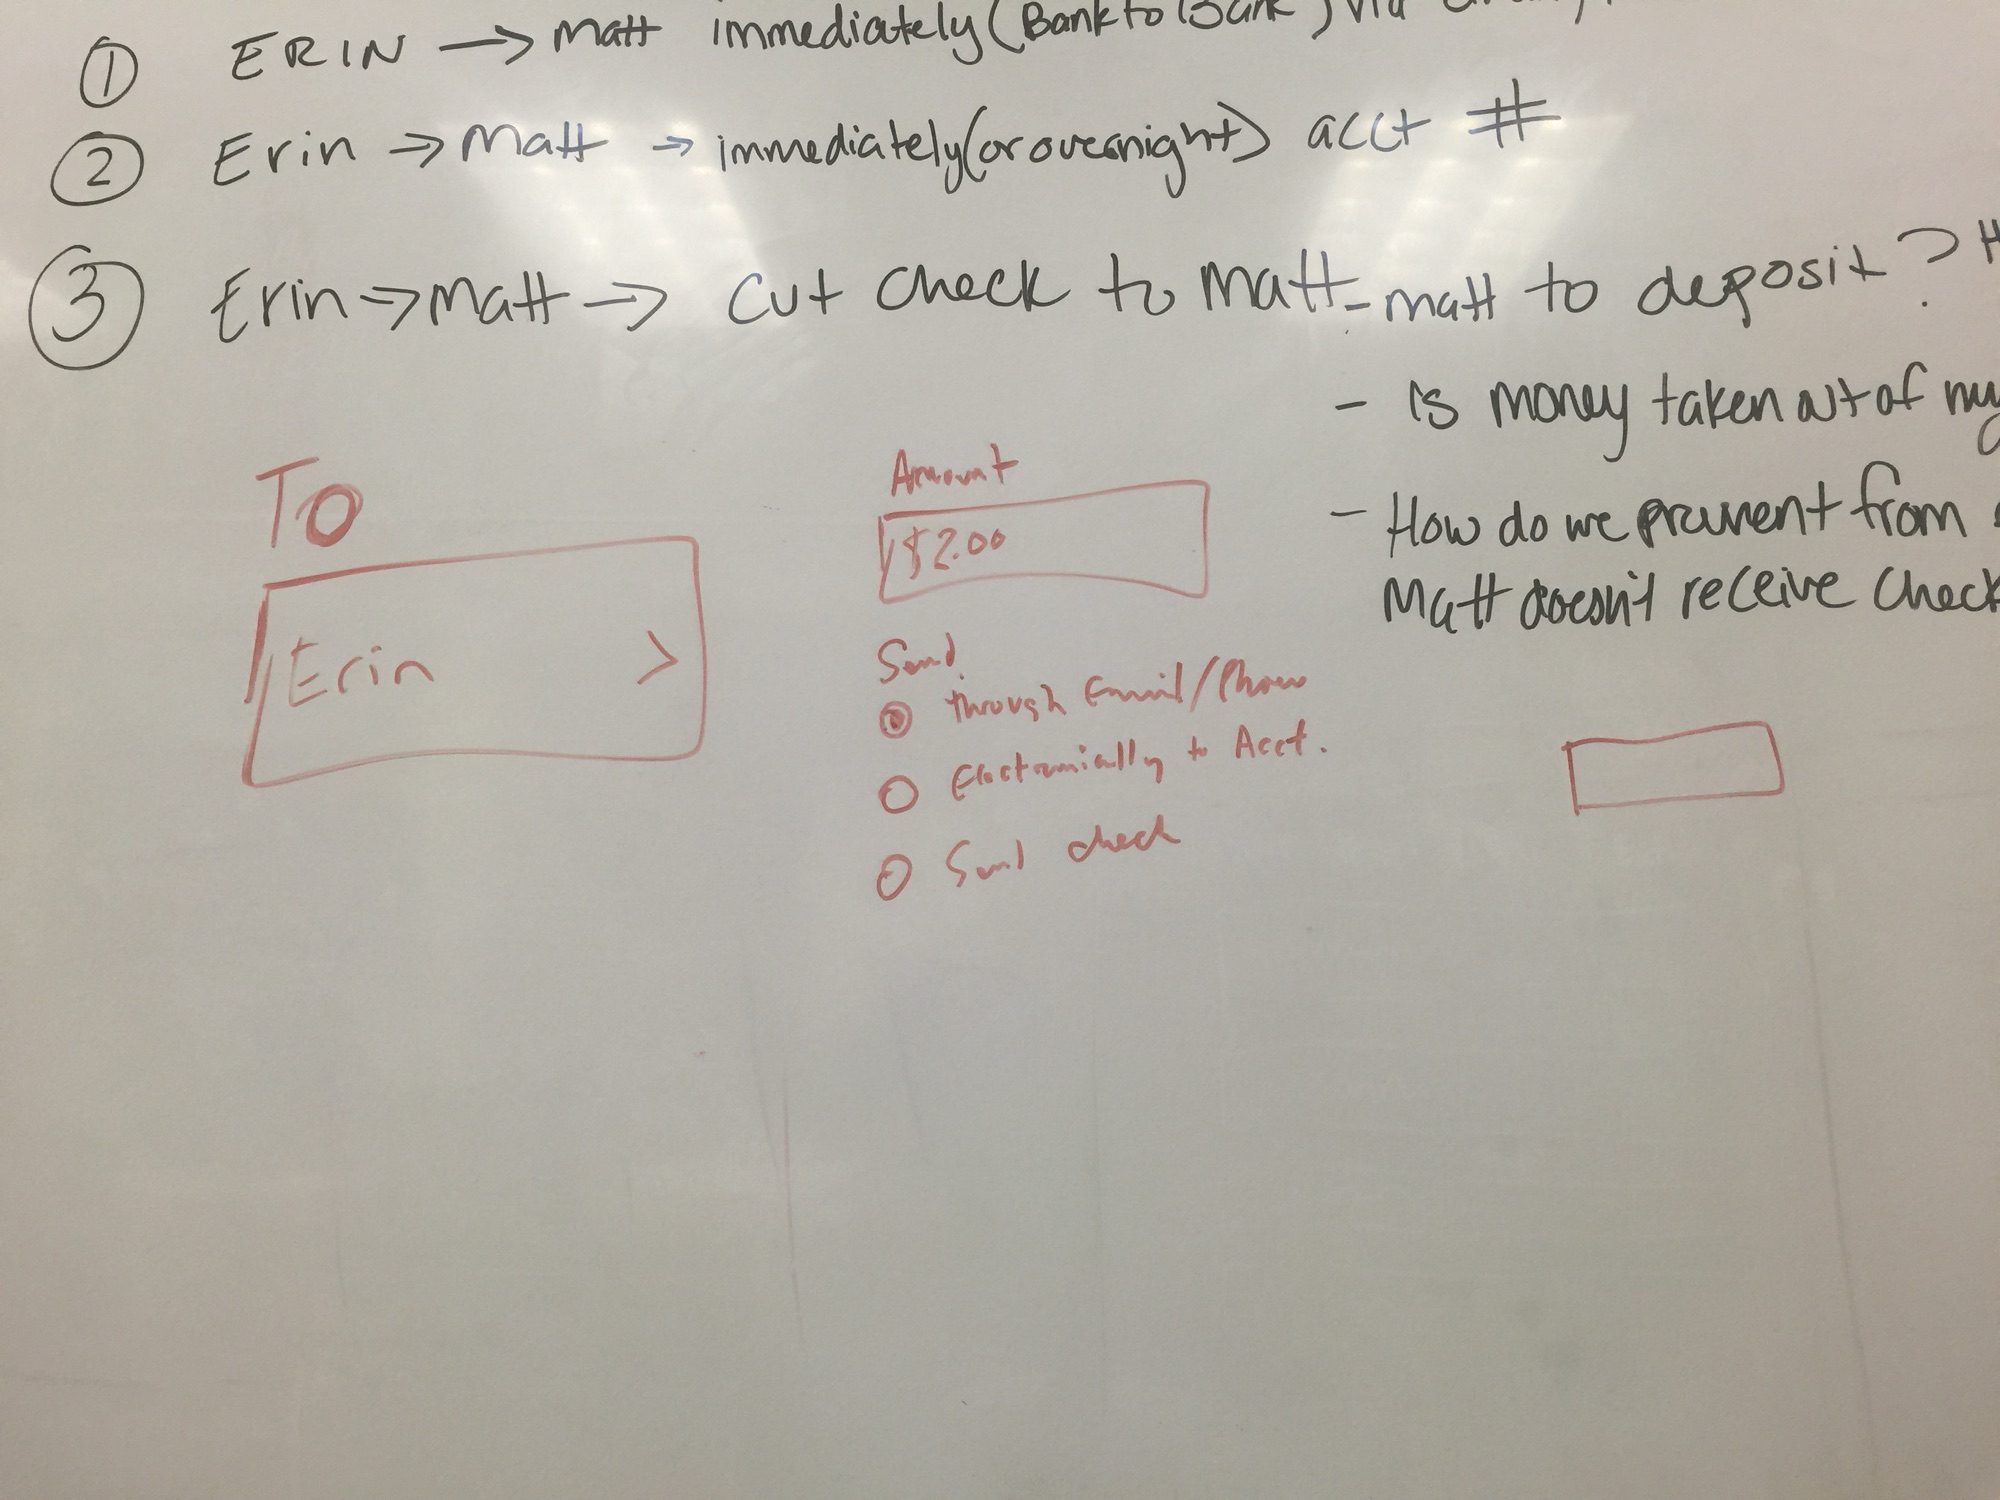 ① ERIN → Matt immediately (Bank to Bank) via
② Erin → Matt → immediately (or overnight) acct #
③ Erin → Matt → Cut check to Matt - Matt to deposit? H
- Is money taken out of my
- How do we prevent from
Matt doesn't receive check
TO
Erin >
Amount
$2.00
Send
through Email/Phone
Electronically to Acct.
Send check